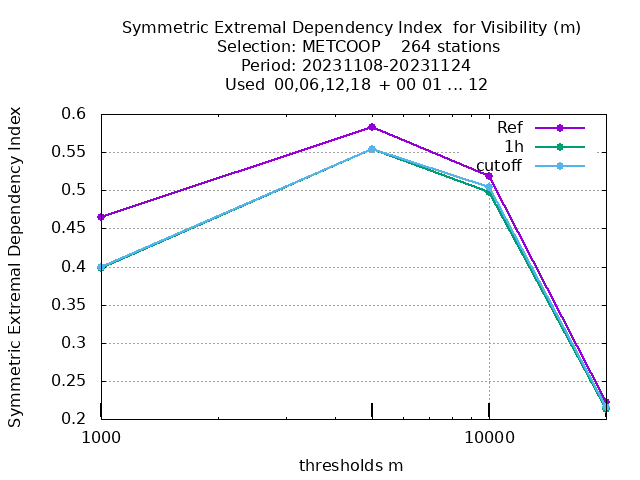 Symmetric Extremal Dependency Index  for Visibility (m)
Selection: METCOOP    264 stations
Period: 20231108-20231124
Used  00,06,12,18  + 00 01 ... 12
Symmetric Extremal Dependency Index
0.6
0.55
0.5
0.45
0.4
0.35
0.3
0.25
0.2
Ref
1h
cutoff
1000
10000
thresholds m